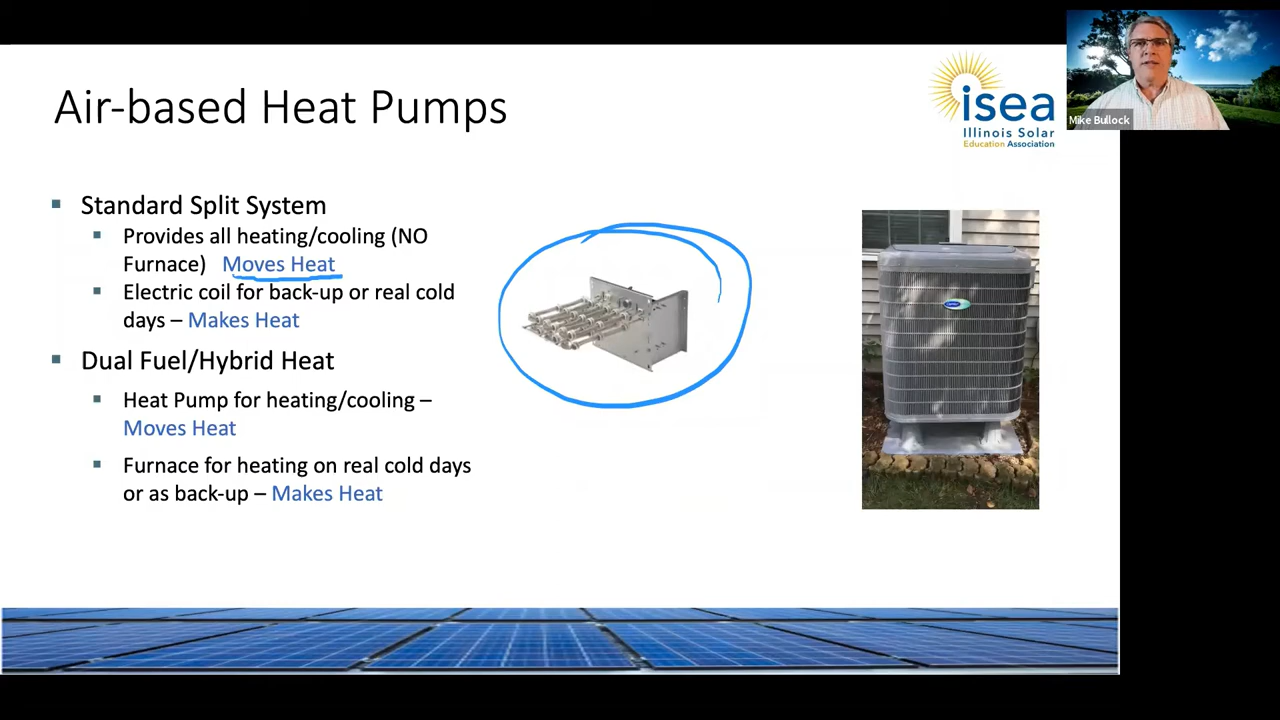 Air-based Heat Pumps
isea
Illinois Solar
Education Association
Mike Bullock
▪ Standard Split System
▪ Provides all heating/cooling (NO
Furnace) Moves Heat
▪ Electric coil for back-up or real cold
days – Makes Heat
▪ Dual Fuel/Hybrid Heat
▪ Heat Pump for heating/cooling –
Moves Heat
▪ Furnace for heating on real cold days
or as back-up – Makes Heat